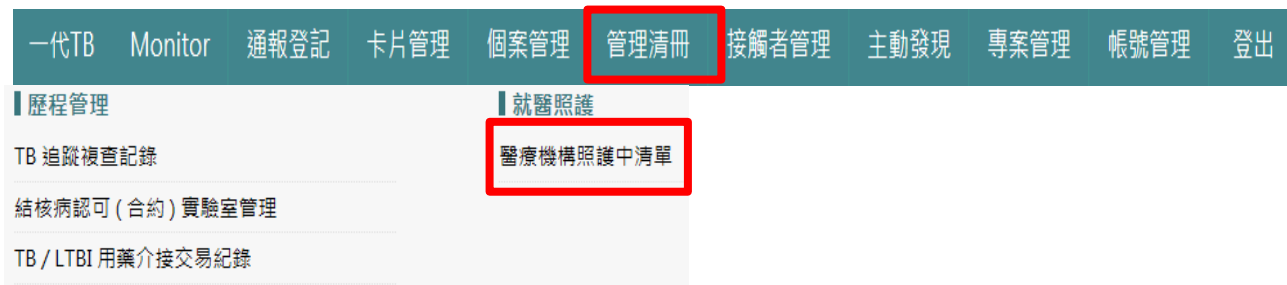 一代TB Monitor 通報登記 卡片管理 個案管理 管理清冊 接觸者管理 主動發現 專案管理 帳號管理 登出
歷程管理 就醫照護
TB 追蹤複查記錄 醫療機構照護中清單
結核病認可 ( 合約 ) 實驗室管理
TB / LTBI 用藥介接交易紀錄